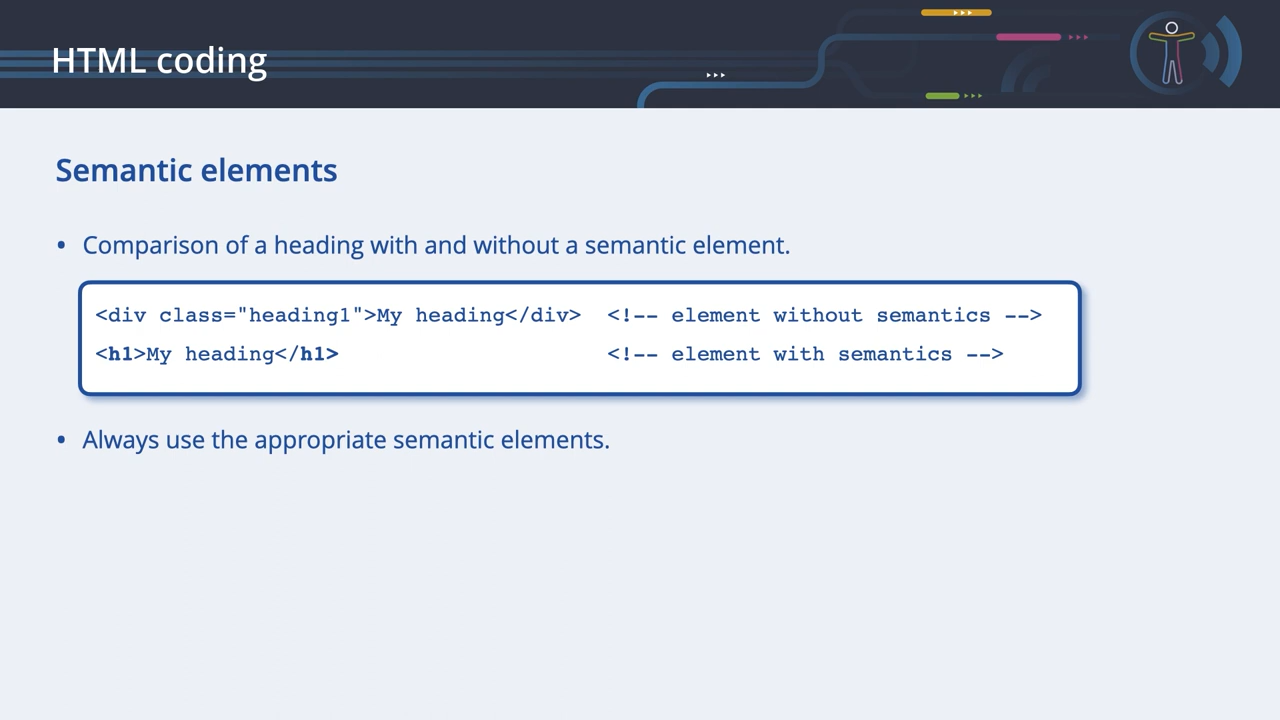 HTML coding
Semantic elements
• Comparison of a heading with and without a semantic element.
<div class="heading1">My heading</div> <!-- element without semantics -->
<h1>My heading</h1> <!-- element with semantics -->
• Always use the appropriate semantic elements.